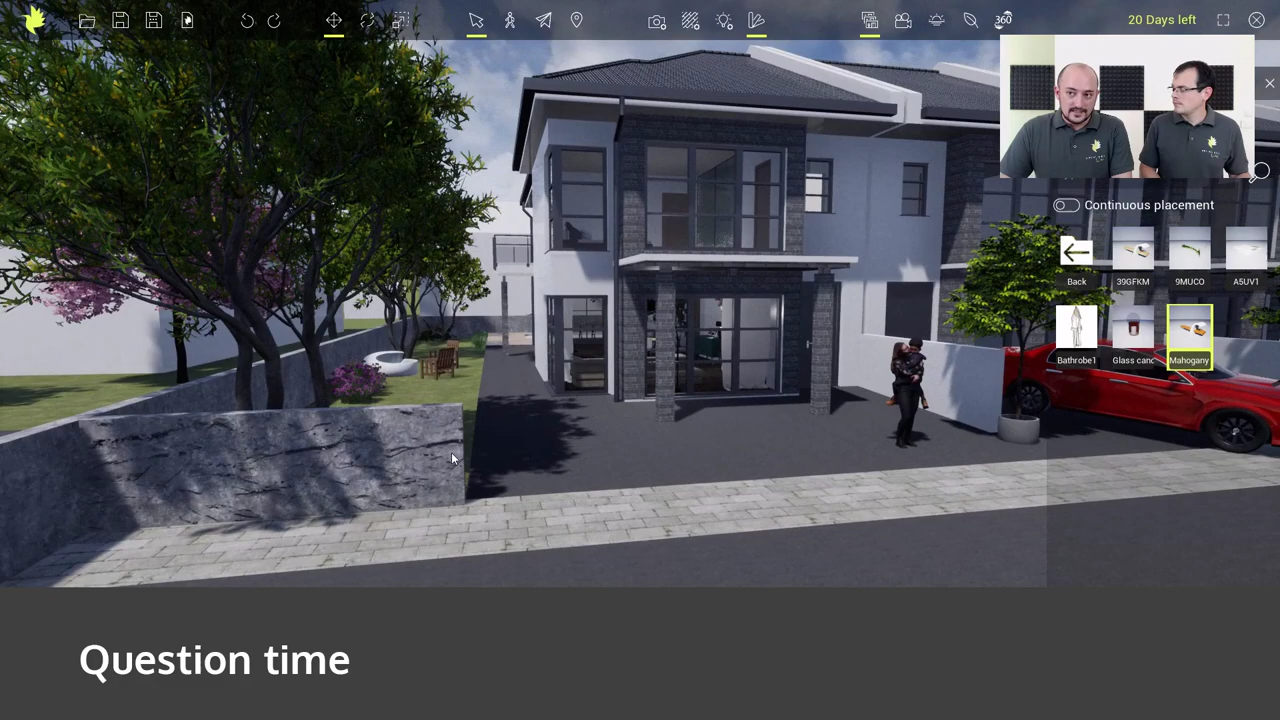 360
20 Days left
Continuous placement
Back
39GFKM
9MUCO
A5UV1
Bathrobe1
Glass canc
Mahogany
Question time